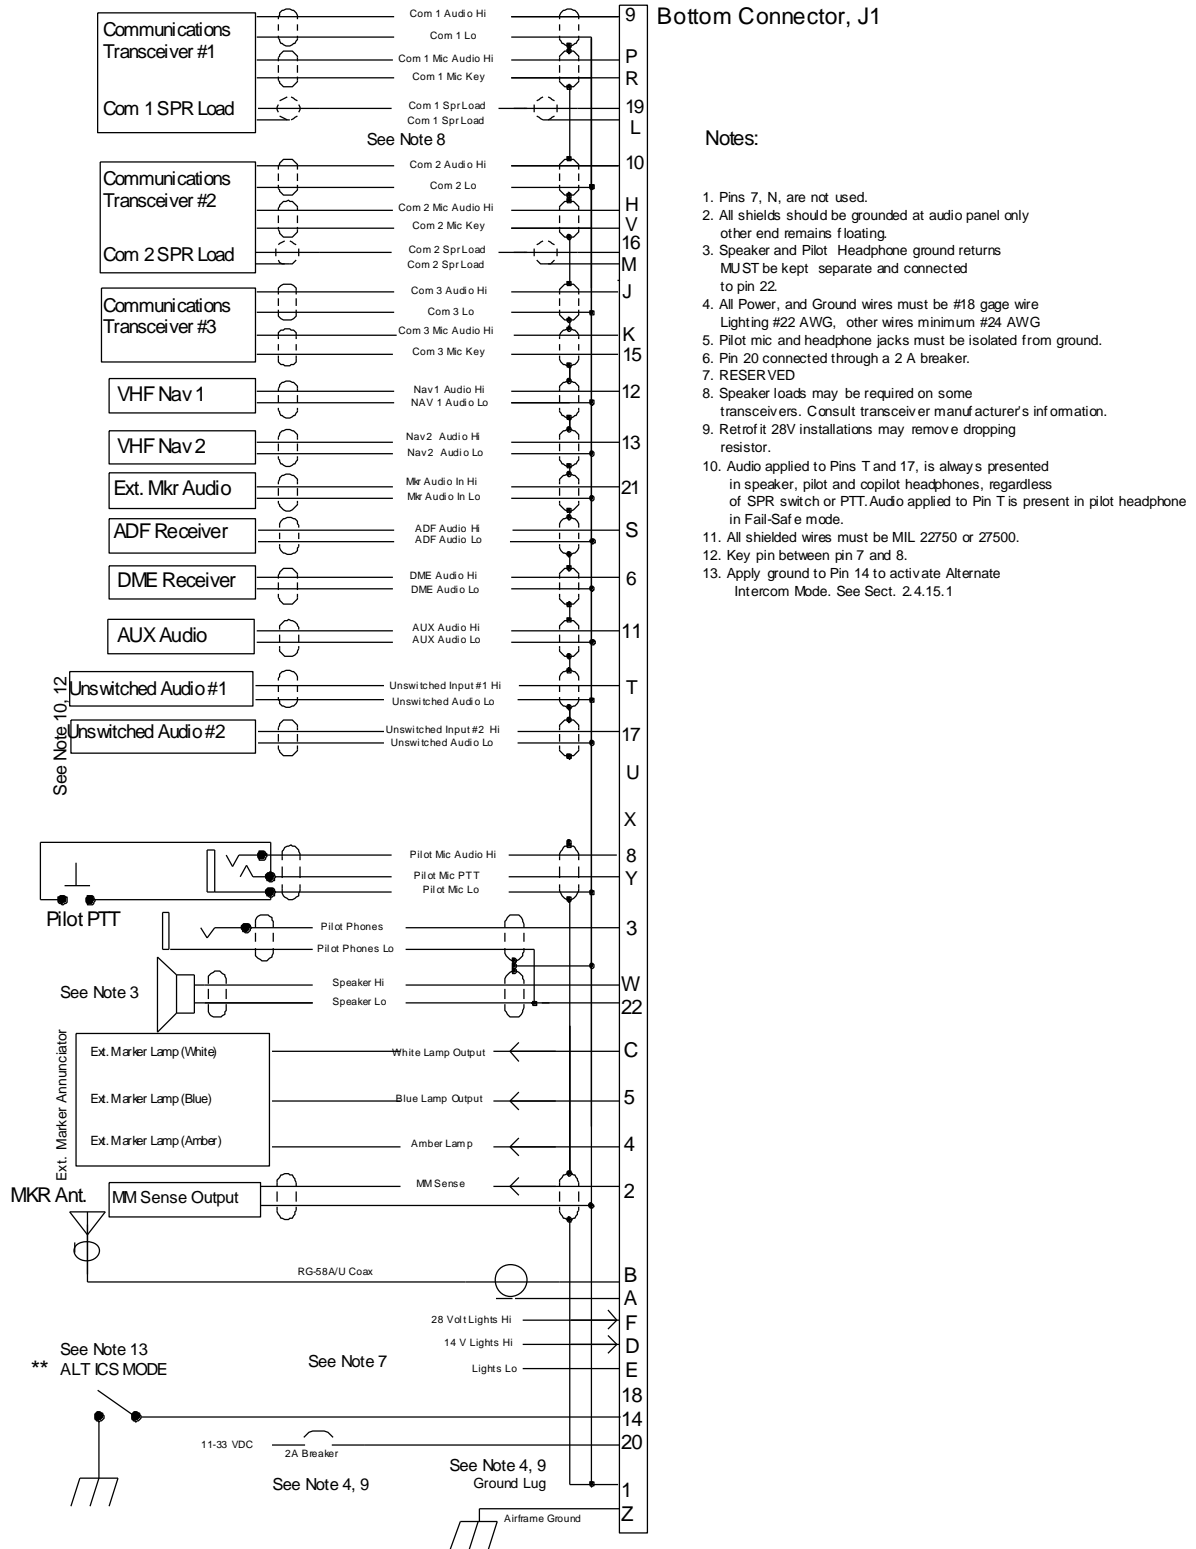 Bottom Connector, J1
Communications
Transceiver #1
Com 1 SPR Load
Com 1 Audio Hi
9
Com 1 Lo
Com 1 Mic Audio Hi
P
Com 1 Mic Key
R
Com 1 Spr Load
19
Com 1 Spr Load
L
See Note 8
Communications
Transceiver #2
Com 2 SPR Load
Com 2 Audio Hi
10
Com 2 Lo
Com 2 Mic Audio Hi
H
Com 2 Mic Key
V
Com 2 Spr Load
16
Com 2 Spr Load
M
Communications
Transceiver #3
Com 3 Audio Hi
J
Com 3 Lo
Com 3 Mic Audio Hi
K
Com 3 Mic Key
15
VHF Nav 1
Nav1 Audio Hi
12
NAV 1 Audio Lo
VHF Nav 2
Nav2 Audio Hi
13
Nav2 Audio Lo
Ext. Mkr Audio
Mkr Audio In Hi
21
Mkr Audio In Lo
ADF Receiver
ADF Audio Hi
S
ADF Audio Lo
DME Receiver
DME Audio Hi
6
DME Audio Lo
AUX Audio
AUX Audio Hi
11
AUX Audio Lo
See Note 10, 12
Unswitched Audio #1
Unswitched Input #1 Hi
T
Unswitched Audio Lo
Unswitched Audio #2
Unswitched Input #2 Hi
17
Unswitched Audio Lo
U
X
Pilot Mic Audio Hi
8
Pilot Mic PTT
Y
Pilot Mic Lo
Pilot PTT
Pilot Phones
3
Pilot Phones Lo
See Note 3
Speaker Hi
W
Speaker Lo
22
Ext. Marker Annunciator
Ext. Marker Lamp (White)
White Lamp Output
C
Ext. Marker Lamp (Blue)
Blue Lamp Output
5
Ext. Marker Lamp (Amber)
Amber Lamp
4
MKR Ant.
MM Sense Output
MM Sense
2
RG-58A/U Coax
B
A
28 Volt Lights Hi
F
14 V Lights Hi
D
Lights Lo
E
See Note 13
** ALT ICS MODE
See Note 7
18
14
11-33 VDC
2A Breaker
20
See Note 4, 9
See Note 4, 9
Ground Lug
1
Airframe Ground
Z
Notes:
1. Pins 7, N, are not used.
2. All shields should be grounded at audio panel only
other end remains floating.
3. Speaker and Pilot Headphone ground returns
MUST be kept separate and connected
to pin 22.
4. All Power, and Ground wires must be #18 gage wire
Lighting #22 AWG, other wires minimum #24 AWG
5. Pilot mic and headphone jacks must be isolated from ground.
6. Pin 20 connected through a 2 A breaker.
7. RESERVED
8. Speaker loads may be required on some
transceivers. Consult transceiver manufacturer's information.
9. Retrofit 28V installations may remove dropping
resistor.
10. Audio applied to Pins T and 17, is always presented
in speaker, pilot and copilot headphones, regardless
of SPR switch or PTT. Audio applied to Pin T is present in pilot headphone
in Fail-Safe mode.
11. All shielded wires must be MIL 22750 or 27500.
12. Key pin between pin 7 and 8.
13. Apply ground to Pin 14 to activate Alternate
Intercom Mode. See Sect. 2.4.15.1